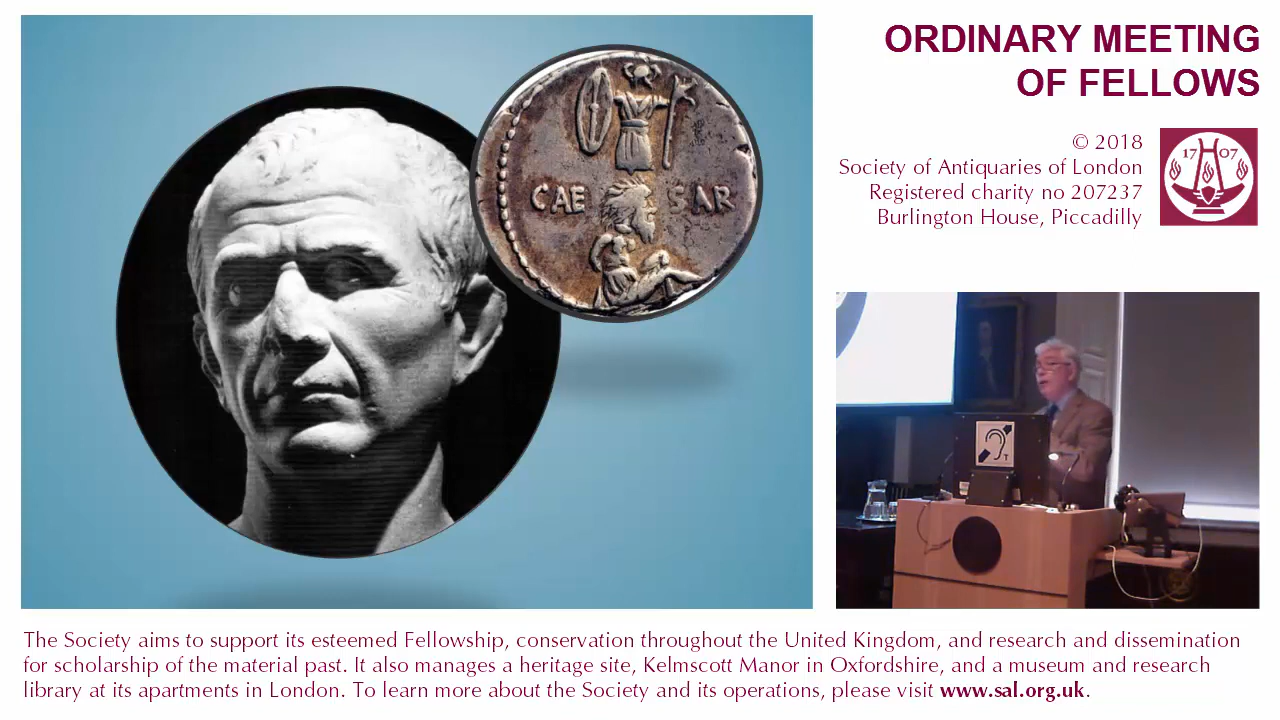 ORDINARY MEETING
OF FELLOWS
© 2018
Society of Antiquaries of London
Registered charity no 207237
Burlington House, Piccadilly
17 07
CAE SAR
T
The Society aims to support its esteemed Fellowship, conservation throughout the United Kingdom, and research and dissemination
for scholarship of the material past. It also manages a heritage site, Kelmscott Manor in Oxfordshire, and a museum and research
library at its apartments in London. To learn more about the Society and its operations, please visit www.sal.org.uk.